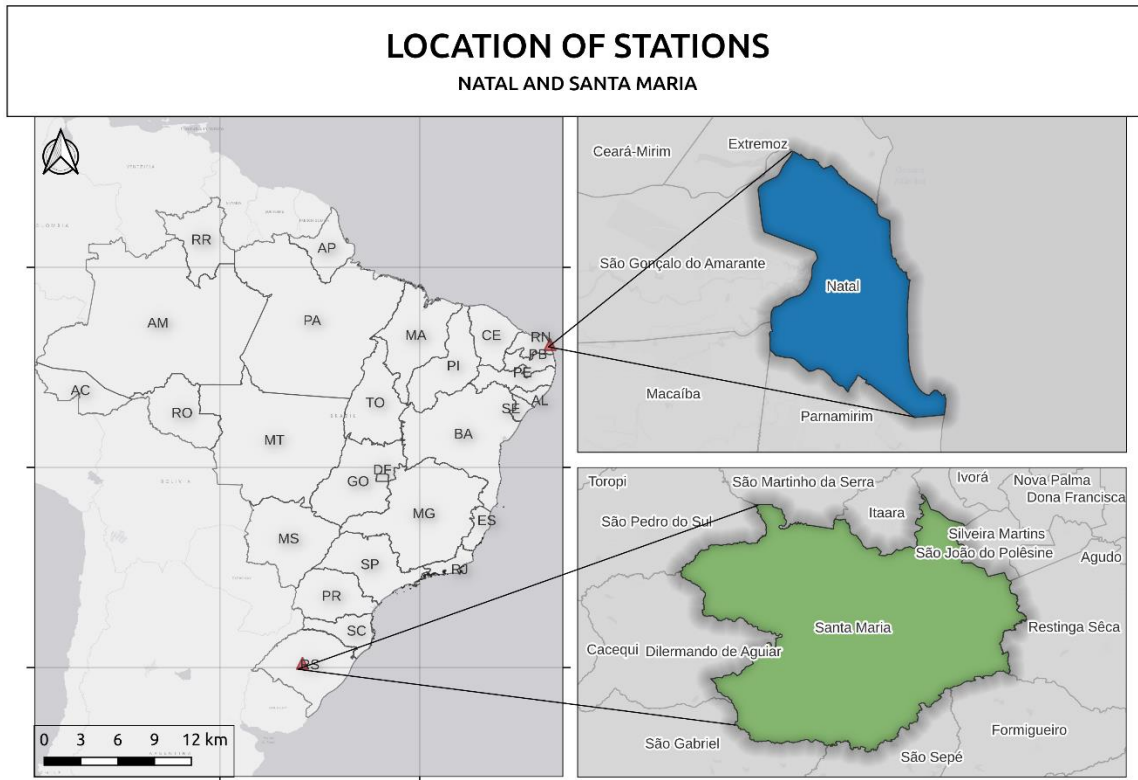 LOCATION OF STATIONS
NATAL AND SANTA MARIA
RR
AP
AM
PA
MA
CE
RN
PB
PI
PE
AC
TO
AL
SE
RO
BA
MT
DF
GO
MG
ES
MS
SP
RJ
PR
SC
RS
BOLIVIA
0 3 6 9 12 km
Extremoz
Ceará-Mirim
São Gonçalo do Amarante
Natal
Macaíba
Parnamirim
Toropi
São Martinho da Serra
Ivorá
Nova Palma
Dona Francisca
São Pedro do Sul
Itaara
Silveira Martins
São João do Polêsine
Agudo
Santa Maria
Restinga Sêca
Cacequi
Dilermando de Aguiar
Formigueiro
São Gabriel
São Sepé